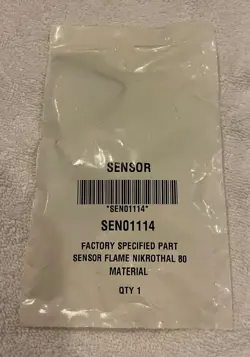 SENSOR
*SEN01114*
SEN01114
FACTORY SPECIFIED PART
SENSOR FLAME NIKROTHAL 80
MATERIAL
QTY 1